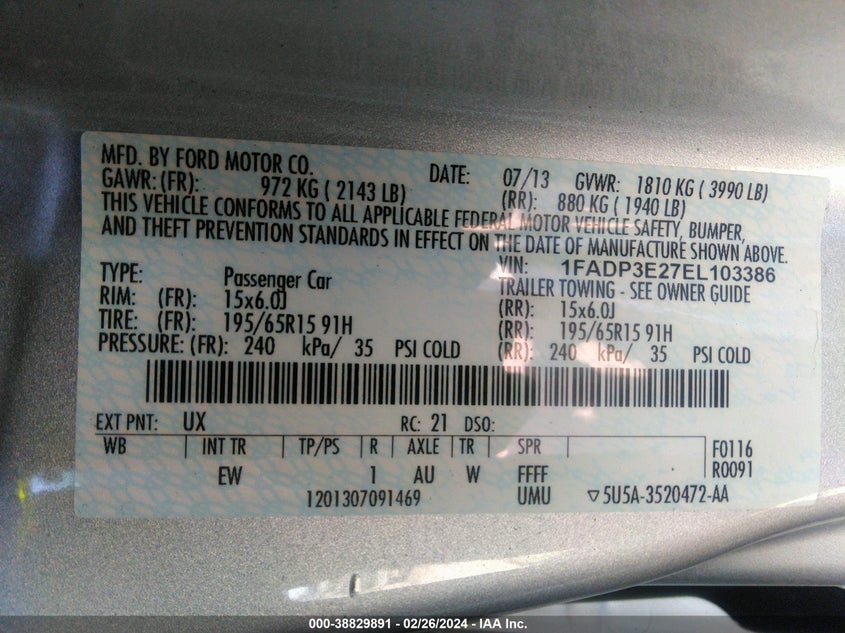 MFD. BY FORD MOTOR CO. DATE: 07/13 GVWR: 1810 KG ( 3990 LB)
GAWR: (FR): 972 KG ( 2143 LB) (RR): 880 KG ( 1940 LB)
THIS VEHICLE CONFORMS TO ALL APPLICABLE FEDERAL MOTOR VEHICLE SAFETY, BUMPER,
AND THEFT PREVENTION STANDARDS IN EFFECT ON THE DATE OF MANUFACTURE SHOWN ABOVE.
VIN: 1FADP3E27EL103386
TYPE: Passenger Car TRAILER TOWING - SEE OWNER GUIDE
RIM: (FR): 15x6.0J (RR): 15x6.0J
TIRE: (FR): 195/65R15 91H (RR): 195/65R15 91H
PRESSURE: (FR): 240 kPa/ 35 PSI COLD (RR): 240 kPa/ 35 PSI COLD
EXT PNT: UX RC: 21 DSO:
WB INT TR TP/PS R AXLE TR SPR F0116
EW 1 AU W FFFF R0091
1201307091469 UMU ▽5U5A-3520472-AA
000-38829891 - 02/26/2024 - IAA Inc.